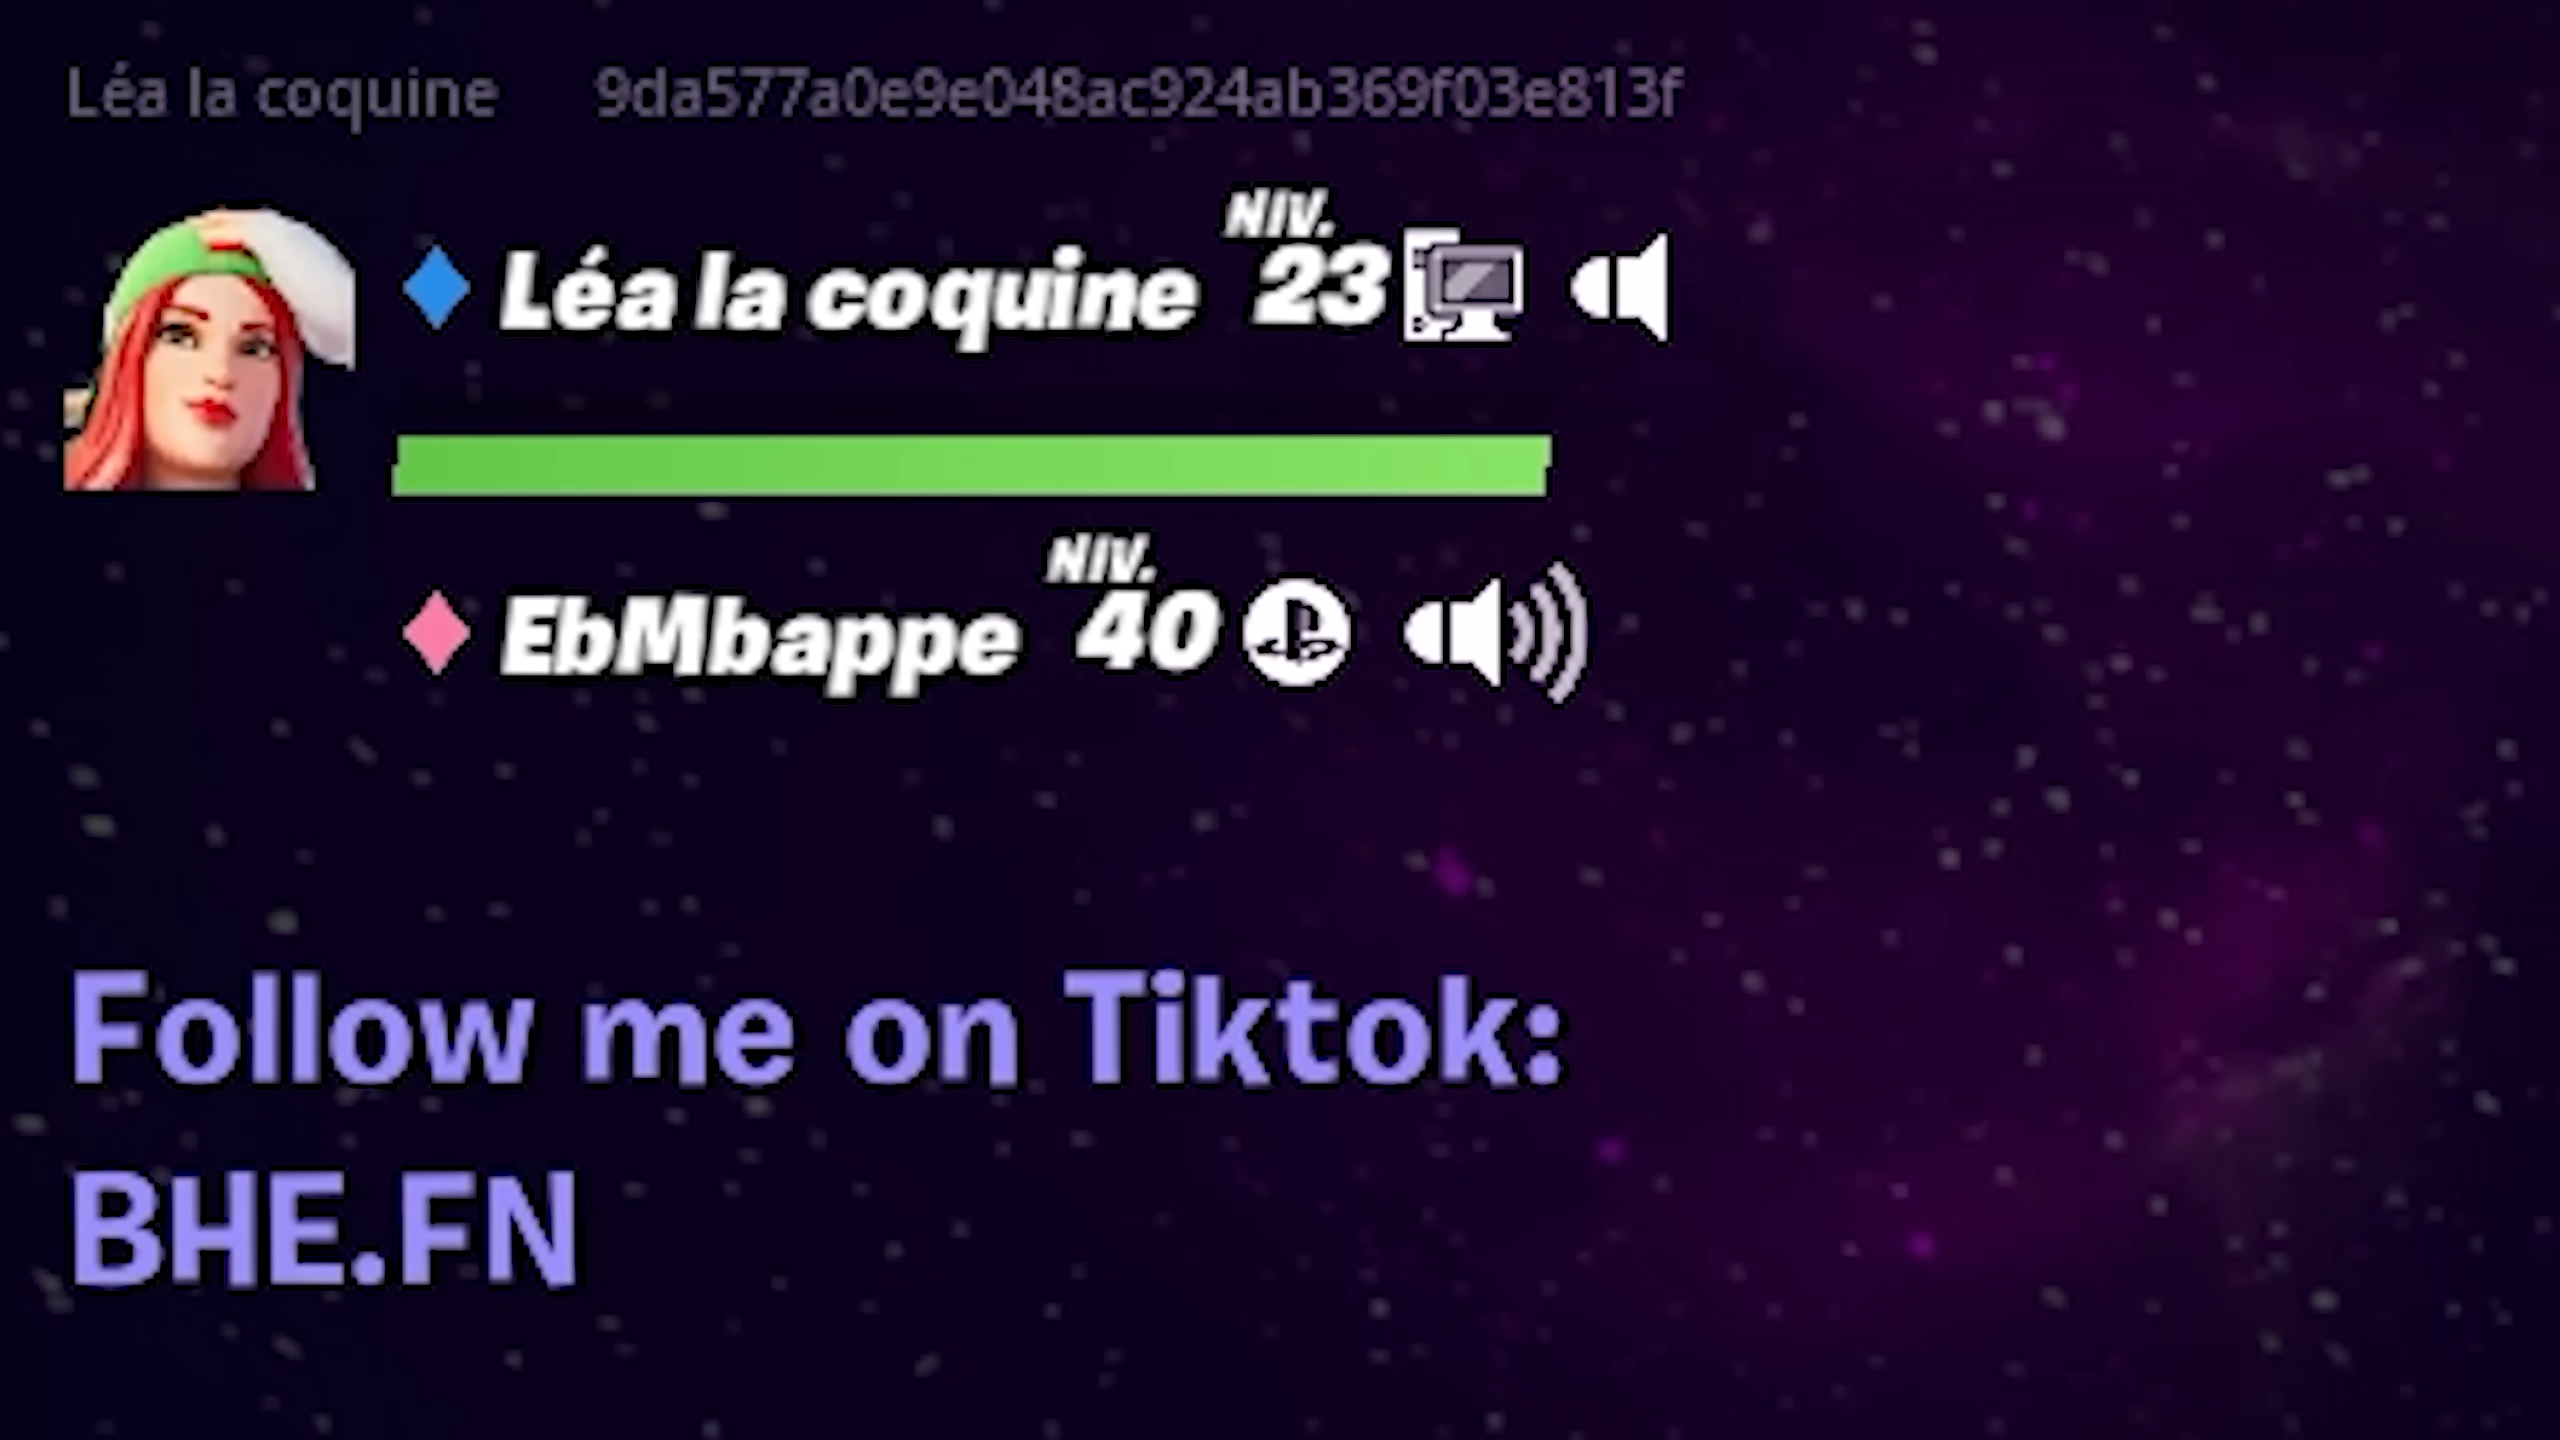 Léa la coquine 9da577a0e9e048ac924ab369f03e813f
NIV.
Léa la coquine 23
NIV.
EbMbappe 40
Follow me on Tiktok:
BHE.FN